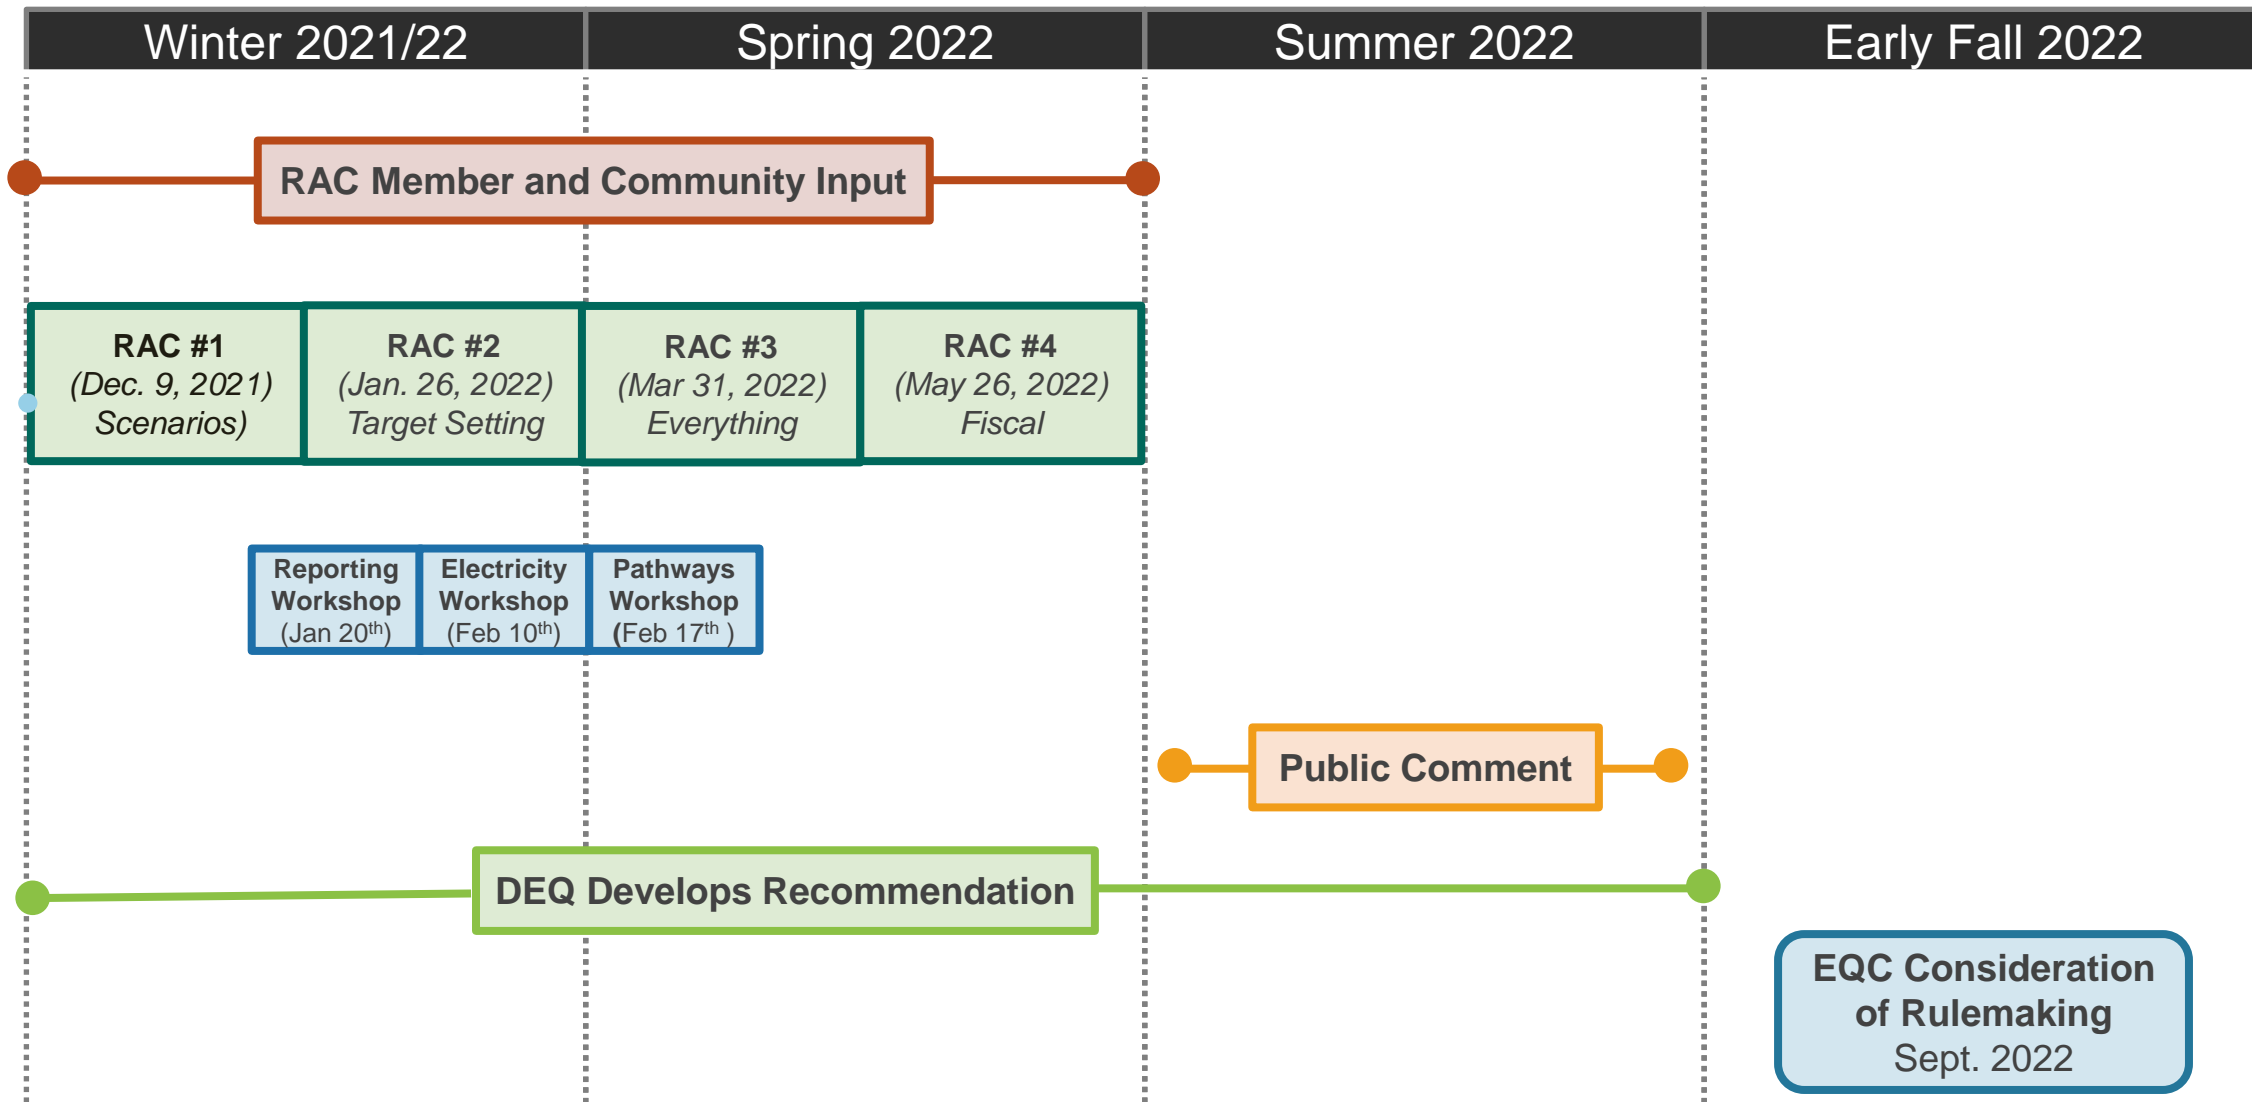 Winter 2021/22
Spring 2022
Summer 2022
Early Fall 2022
RAC Member and Community Input
RAC #1
(Dec. 9, 2021)
Scenarios)
RAC #2
(Jan. 26, 2022)
Target Setting
RAC #3
(Mar 31, 2022)
Everything
RAC #4
(May 26, 2022)
Fiscal
Reporting
Workshop
(Jan 20th)
Electricity
Workshop
(Feb 10th)
Pathways
Workshop
(Feb 17th )
Public Comment
DEQ Develops Recommendation
EQC Consideration
of Rulemaking
Sept. 2022